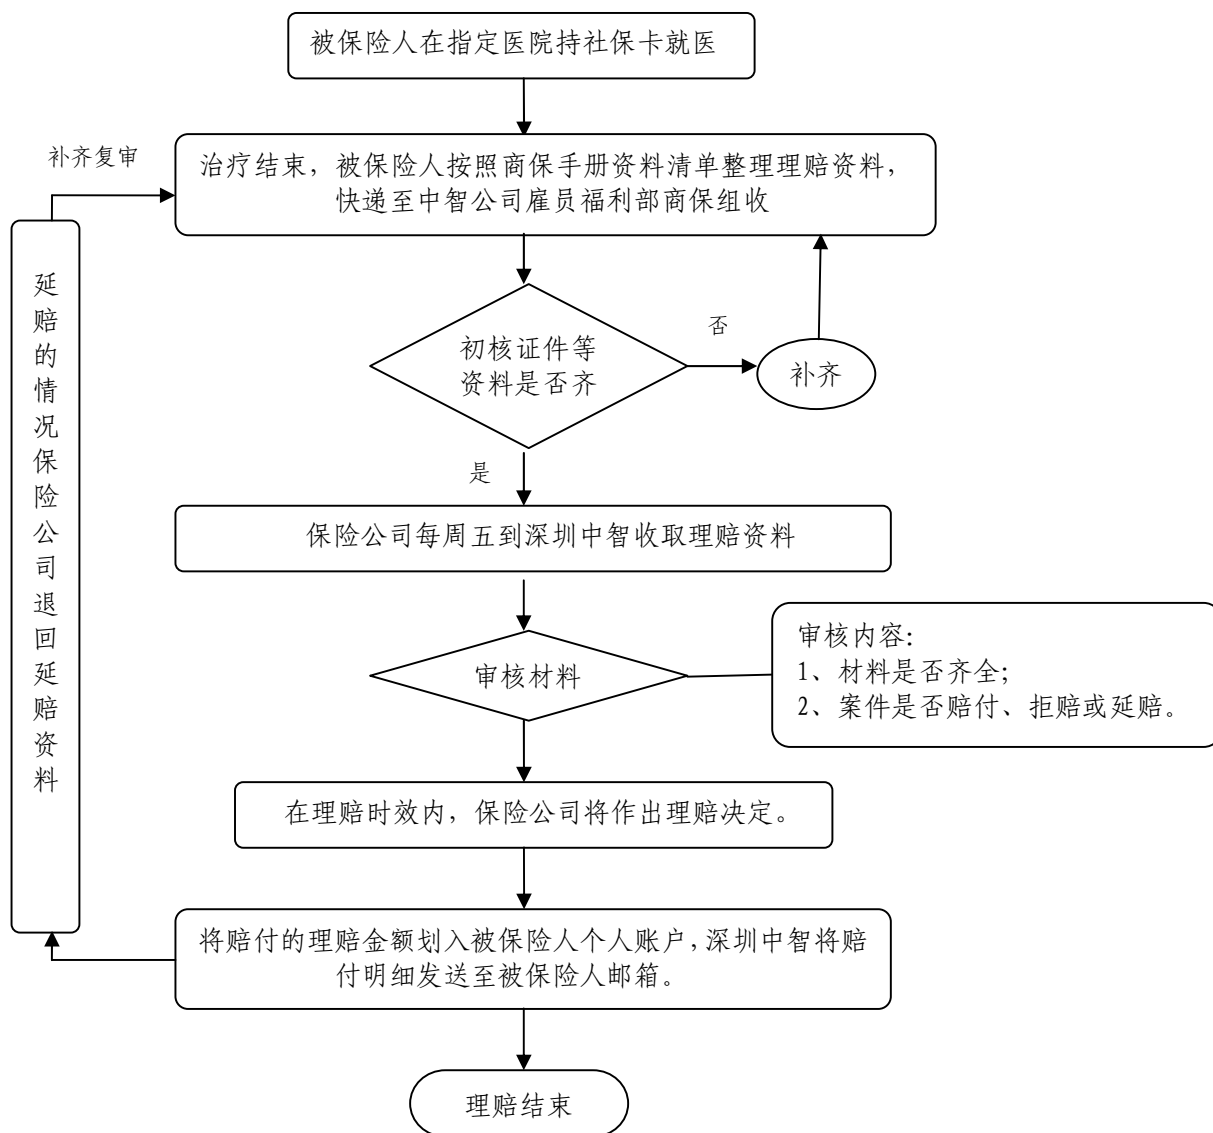 被保险人在指定医院持社保卡就医
补齐复审
治疗结束，被保险人按照商保手册资料清单整理理赔资料，
快递至中智公司雇员福利部商保组收
延赔的情况保险公司退回延赔资料
初核证件等
资料是否齐
否
补齐
是
保险公司每周五到深圳中智收取理赔资料
审核材料
审核内容：
1、材料是否齐全；
2、案件是否赔付、拒赔或延赔。
在理赔时效内，保险公司将作出理赔决定。
将赔付的理赔金额划入被保险人个人账户，深圳中智将赔
付明细发送至被保险人邮箱。
理赔结束